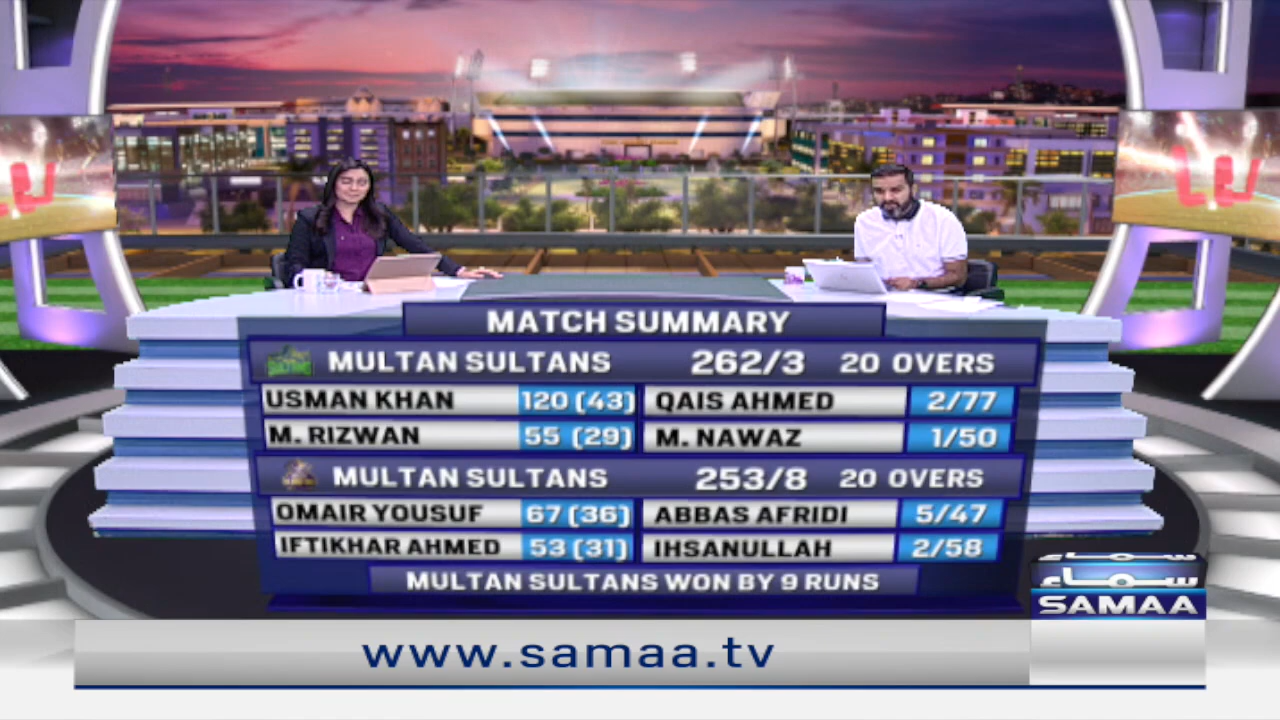 MATCH SUMMARY
MULTAN SULTANS 262/3 20 OVERS
USMAN KHAN 120 (43) QAIS AHMED 2/77
M. RIZWAN 55 (29) M. NAWAZ 1/50
MULTAN SULTANS 253/8 20 OVERS
OMAIR YOUSUF 67 (36) ABBAS AFRIDI 5/47
IFTIKHAR AHMED 53 (31) IHSANULLAH 2/58
MULTAN SULTANS WON BY 9 RUNS
سماء
SAMAA
www.samaa.tv